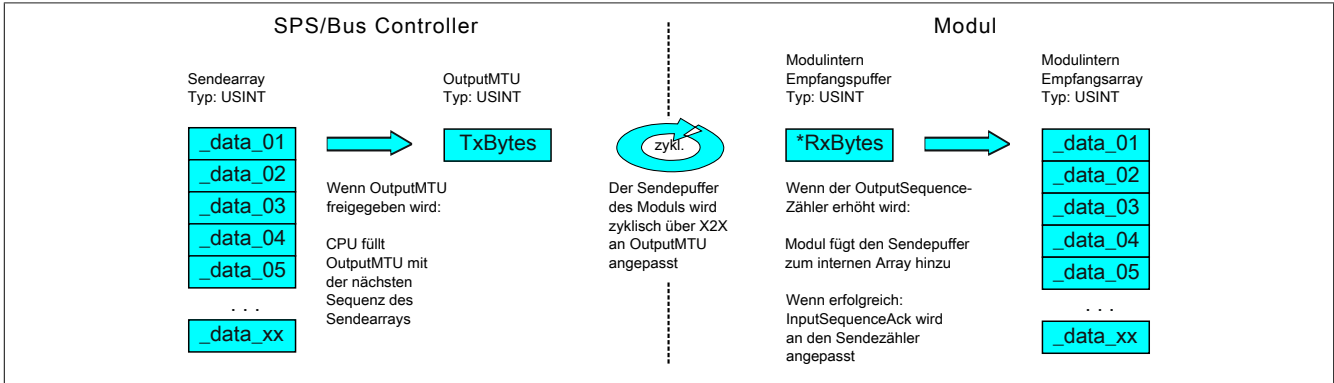 SPS/Bus Controller
Modul
Sendearray
Typ: USINT
OutputMTU
Typ: USINT
Modulintern
Empfangspuffer
Typ: USINT
Modulintern
Empfangsarray
Typ: USINT
_data_01
_data_02
_data_03
_data_04
_data_05
. . .
_data_xx
TxBytes
Wenn OutputMTU
freigegeben wird:
CPU füllt
OutputMTU mit
der nächsten
Sequenz des
Sendearrays
zykl.
Der Sendepuffer
des Moduls wird
zyklisch über X2X
an OutputMTU
angepasst
*RxBytes
Wenn der OutputSequence-
Zähler erhöht wird:
Modul fügt den Sendepuffer
zum internen Array hinzu
Wenn erfolgreich:
InputSequenceAck wird
an den Sendezähler
angepasst
_data_01
_data_02
_data_03
_data_04
_data_05
. . .
_data_xx